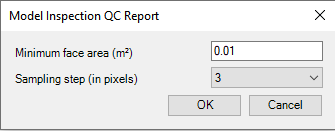 Model Inspection QC Report
Minimum face area (m²) 0.01
Sampling step (in pixels) 3
OK Cancel